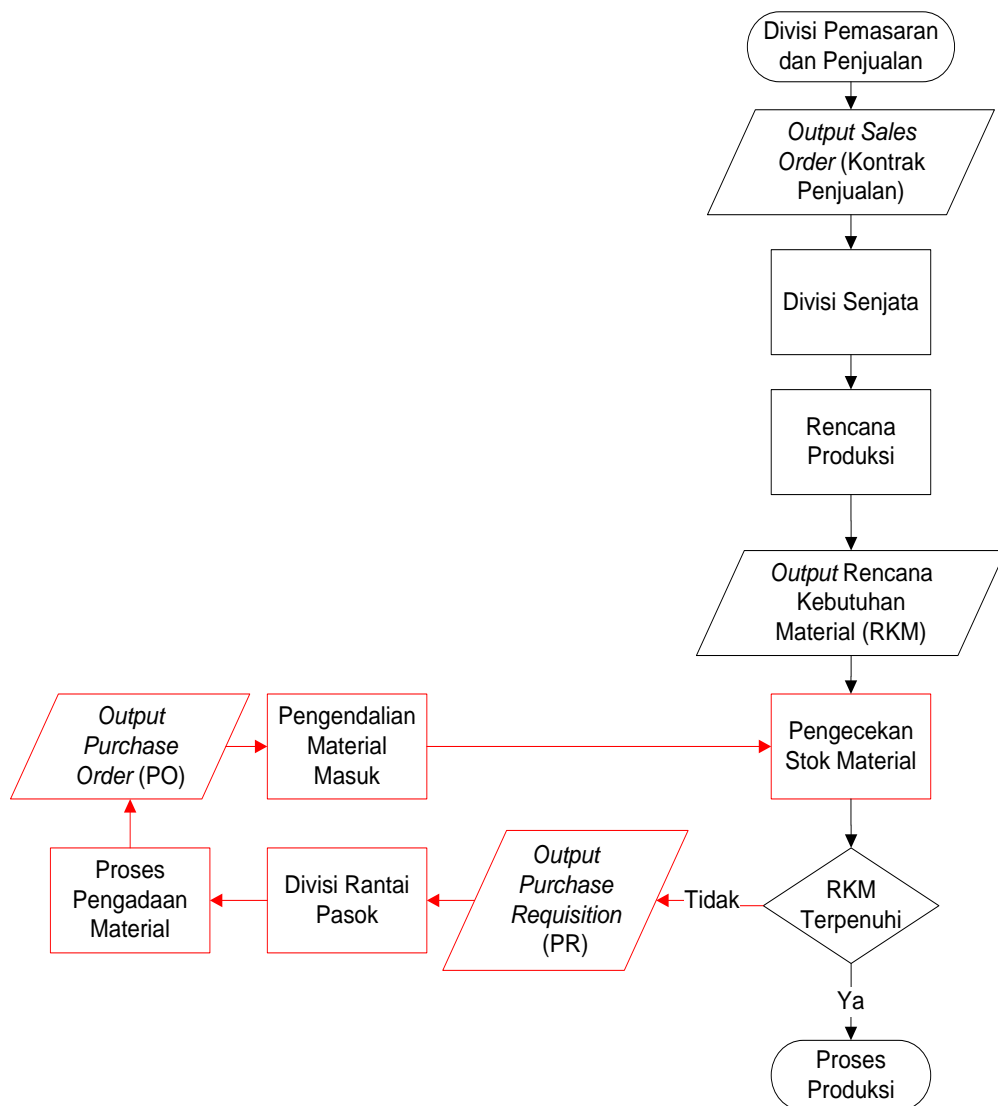 Divisi Pemasaran
dan Penjualan
Output Sales
Order (Kontrak
Penjualan)
Divisi Senjata
Rencana
Produksi
Output Rencana
Kebutuhan
Material (RKM)
Pengecekan
Stok Material
RKM
Terpenuhi
Tidak
Output
Purchase
Requisition
(PR)
Divisi Rantai
Pasok
Proses
Pengadaan
Material
Output
Purchase
Order (PO)
Pengendalian
Material
Masuk
Ya
Proses
Produksi